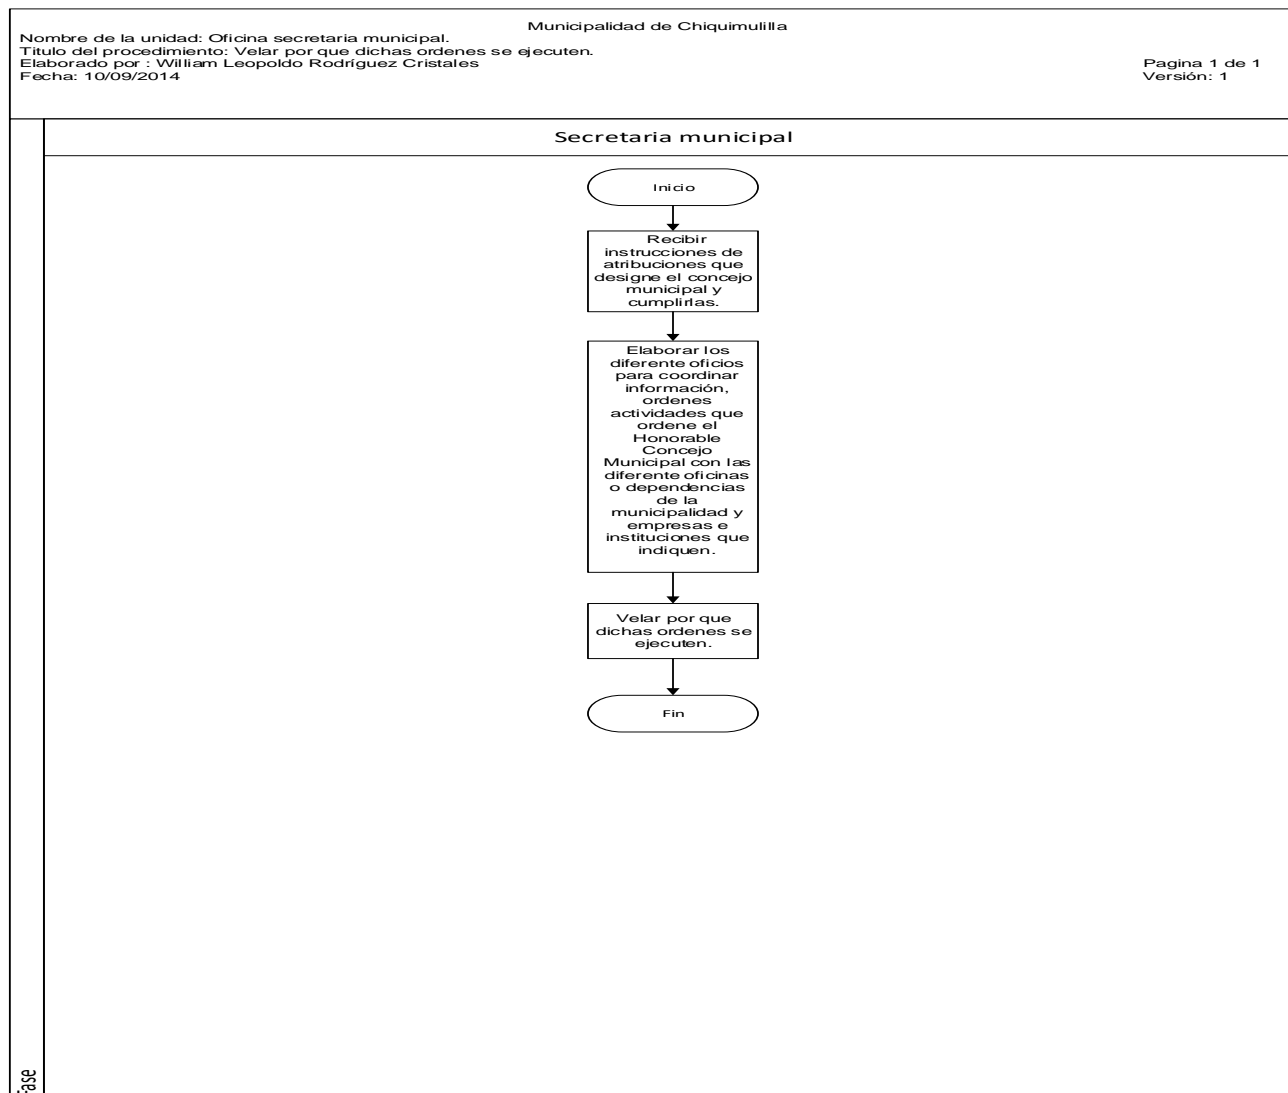 Municipalidad de Chiquimulilla
Nombre de la unidad: Oficina secretaria municipal.
Titulo del procedimiento: Velar por que dichas ordenes se ejecuten.
Elaborado por : William Leopoldo Rodríguez Cristales
Pagina 1 de 1
Fecha: 10/09/2014
Versión: 1
Secretaria municipal
Inicio
Recibir
instrucciones de
atribuciones que
designe el concejo
municipal y
cumplirlas.
Elaborar los
diferente oficios
para coordinar
información,
ordenes
actividades que
ordene el
Honorable
Concejo
Municipal con las
diferente oficinas
o dependencias
de la
municipalidad y
empresas e
instituciones que
indiquen.
Velar por que
dichas ordenes se
ejecuten.
Fin
Fase